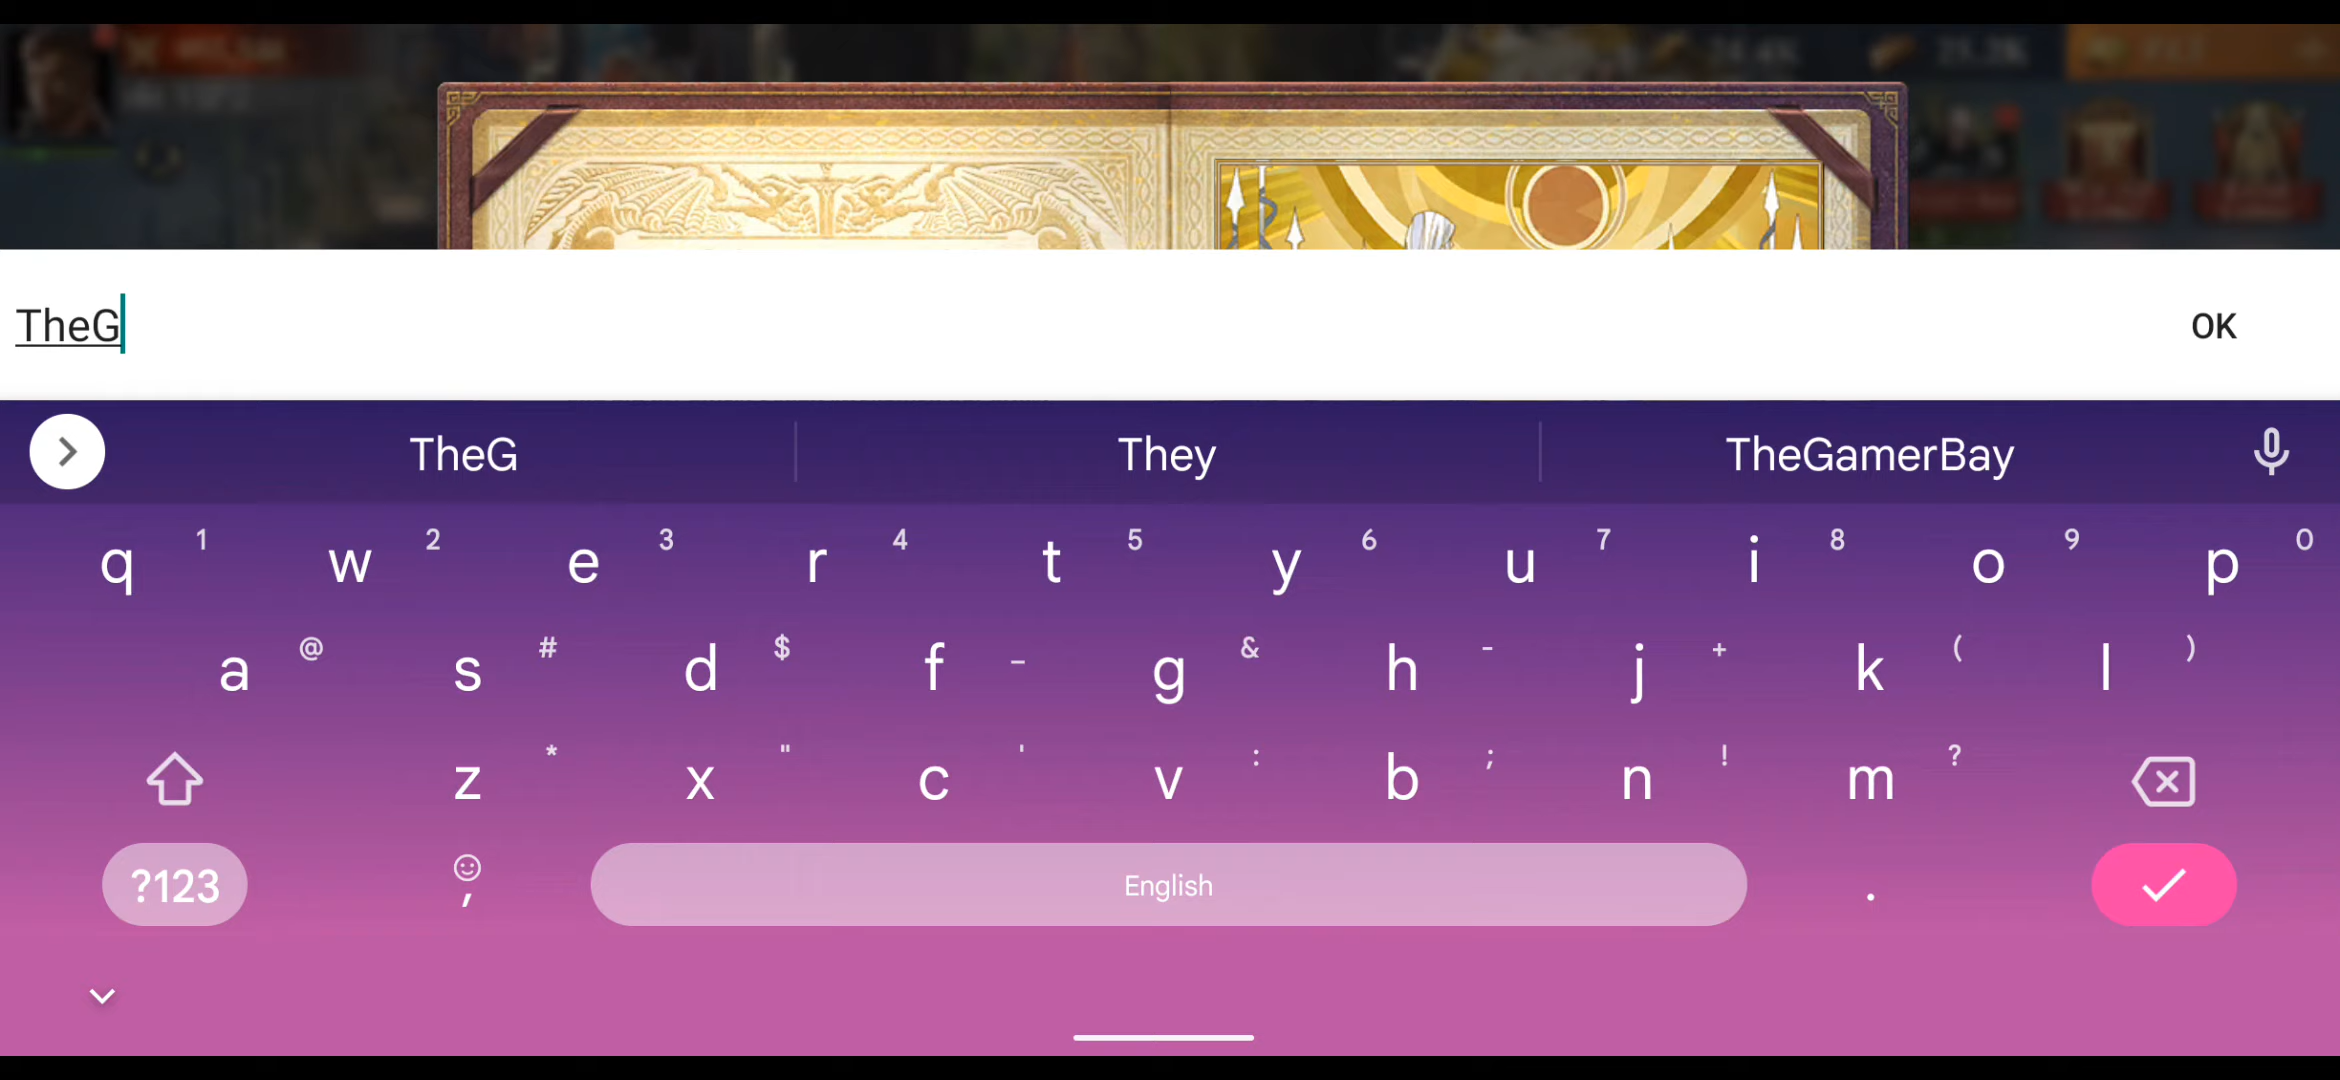 TheG
OK
TheG They TheGamerBay
q 1 w 2 e 3 r 4 t 5 y 6 u 7 i 8 o 9 p 0
a @ s # d $ f _ g & h - j + k ( l )
z * x " c ' v : b ; n ! m ?
?123 , English .